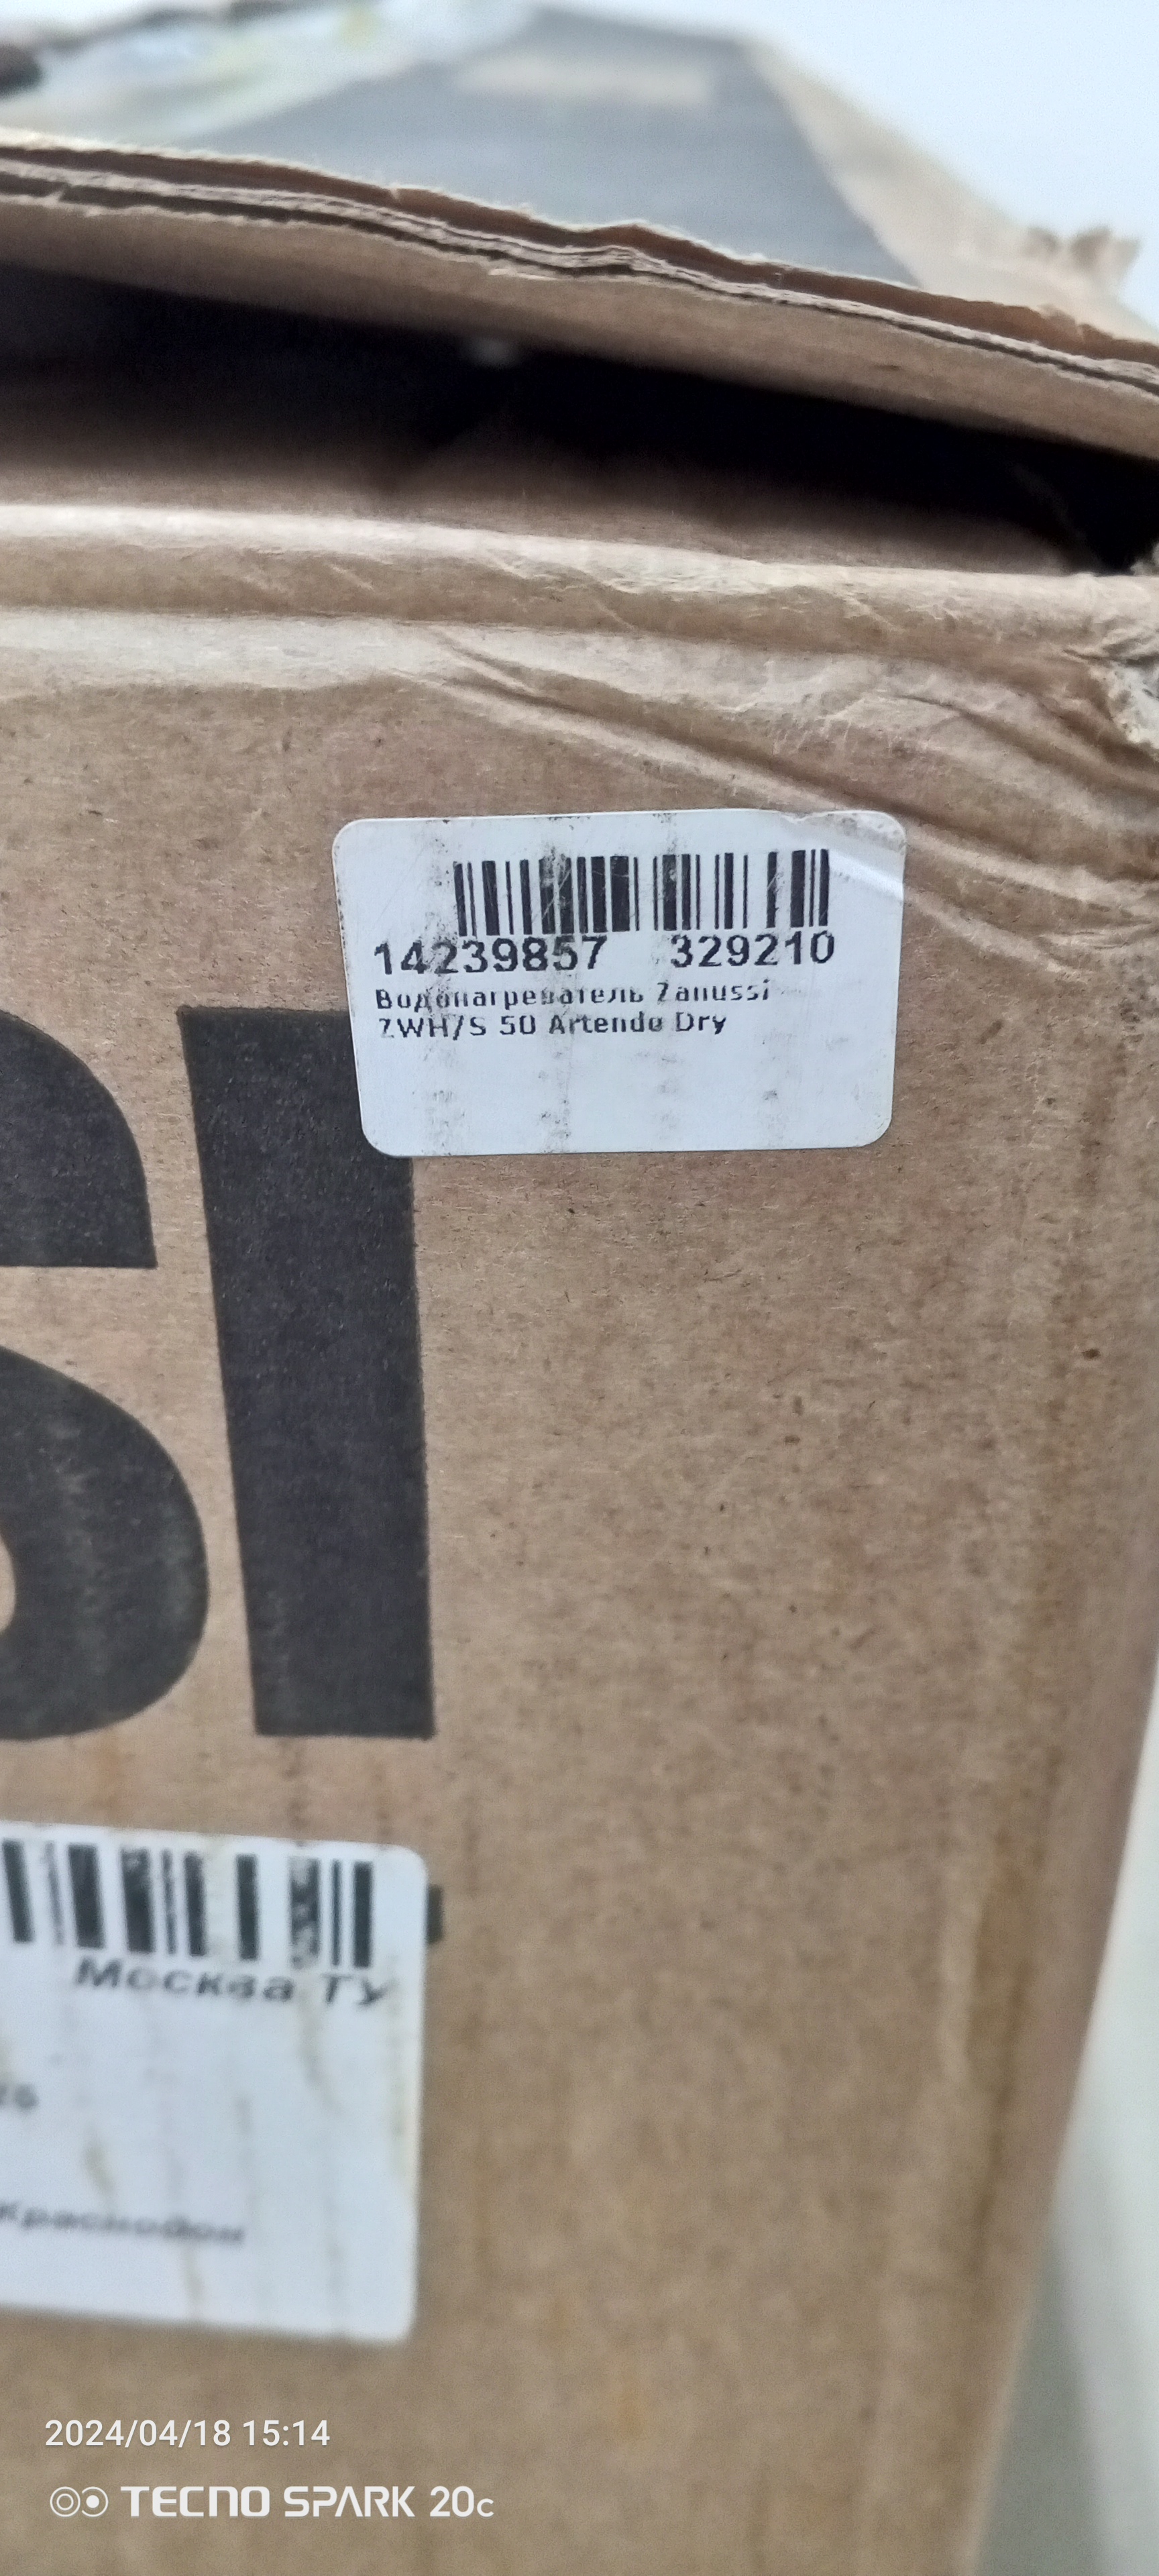 14239857 329210
Водонагреватель Zanussi
ZWH/S 50 Artendo Dry
SI
Москва ТУ
Краснодон
2024/04/18 15:14
TECNO SPARK 20c